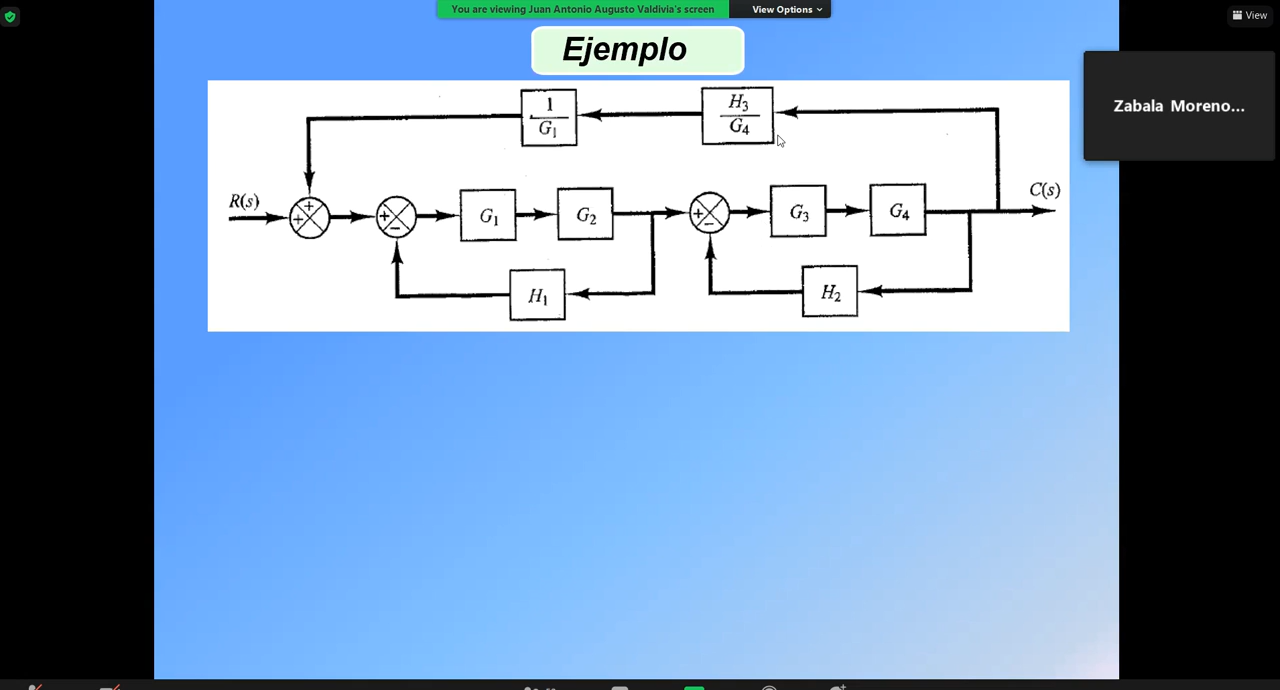 You are viewing Juan Antonio Augusto Valdivia's screen
View Options
View
Ejemplo
Zabala Moreno...
1
G₁
H₃
G₄
R(s)
+
+
+
−
G₁
G₂
+
−
G₃
G₄
C(s)
H₁
H₂